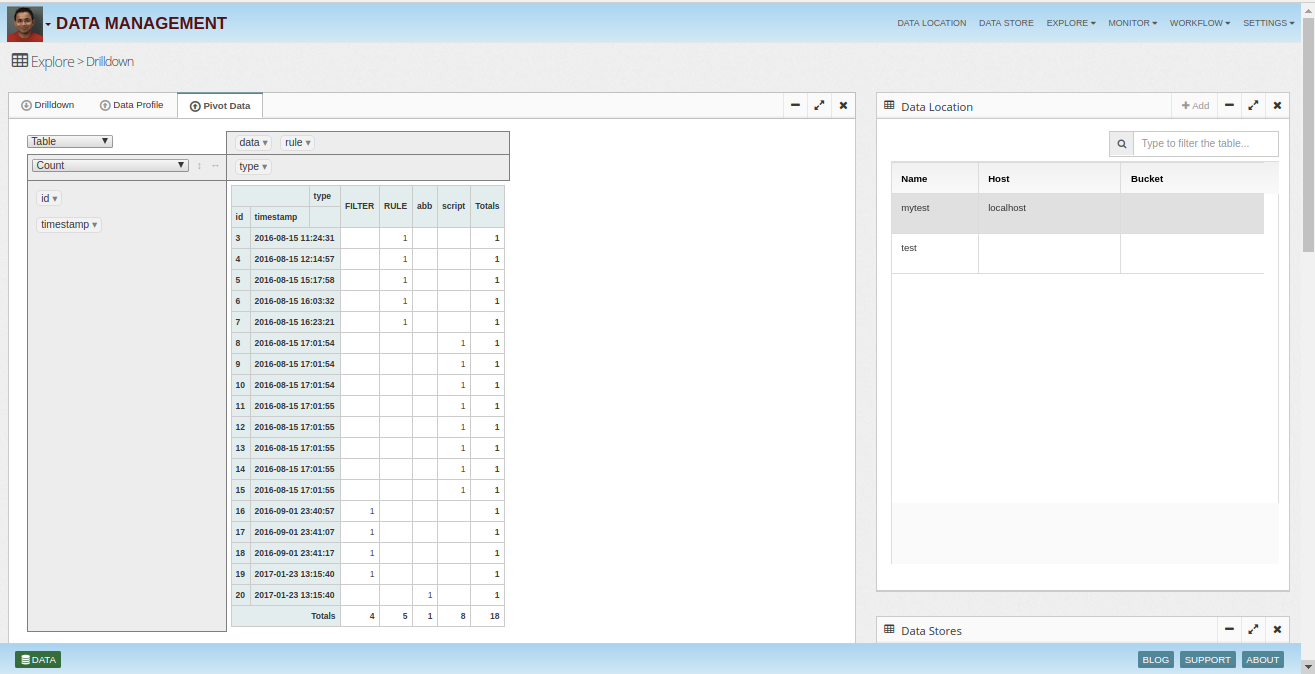 DATA MANAGEMENT
DATA LOCATION DATA STORE EXPLORE MONITOR WORKFLOW SETTINGS
Explore > Drilldown
Drilldown Data Profile Pivot Data
Table
data rule
Count
type
id
timestamp
type FILTER RULE abb script Totals
id timestamp
3 2016-08-15 11:24:31 1 1
4 2016-08-15 12:14:57 1 1
5 2016-08-15 15:17:58 1 1
6 2016-08-15 16:03:32 1 1
7 2016-08-15 16:23:21 1 1
8 2016-08-15 17:01:54 1 1
9 2016-08-15 17:01:54 1 1
10 2016-08-15 17:01:54 1 1
11 2016-08-15 17:01:55 1 1
12 2016-08-15 17:01:55 1 1
13 2016-08-15 17:01:55 1 1
14 2016-08-15 17:01:55 1 1
15 2016-08-15 17:01:55 1 1
16 2016-09-01 23:40:57 1 1
17 2016-09-01 23:41:07 1 1
18 2016-09-01 23:41:17 1 1
19 2017-01-23 13:15:40 1 1
20 2017-01-23 13:15:40 1 1
Totals 4 5 1 8 18
Data Location
+ Add
Type to filter the table...
Name Host Bucket
mytest localhost
test
Data Stores
DATA
BLOG SUPPORT ABOUT